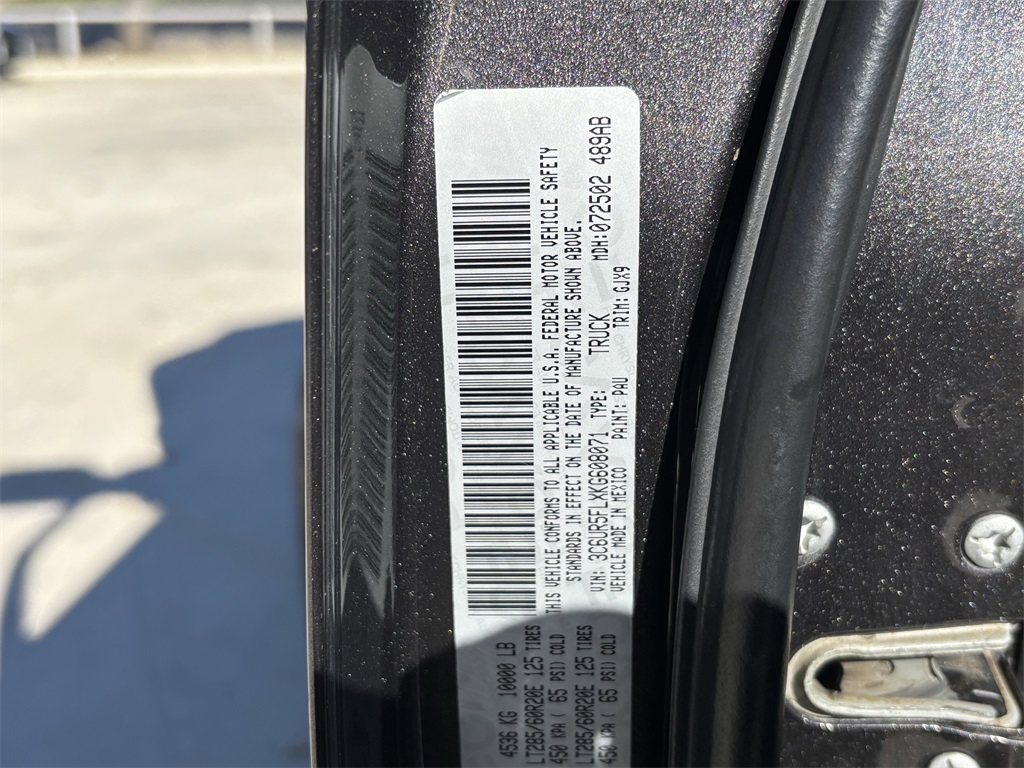 4536 KG 10000 LB
LT285/60R20E 125 TIRES
450 KPA ( 65 PSI) COLD
LT285/60R20E 125 TIRES
450 KPA ( 65 PSI) COLD
THIS VEHICLE CONFORMS TO ALL APPLICABLE U.S.A. FEDERAL MOTOR VEHICLE SAFETY
STANDARDS IN EFFECT ON THE DATE OF MANUFACTURE SHOWN ABOVE.
VIN: 3C6UR5FLXKG608071 TYPE: TRUCK MDH:072502 489AB
VEHICLE MADE IN MEXICO PAINT: PAU TRIM: GJX9